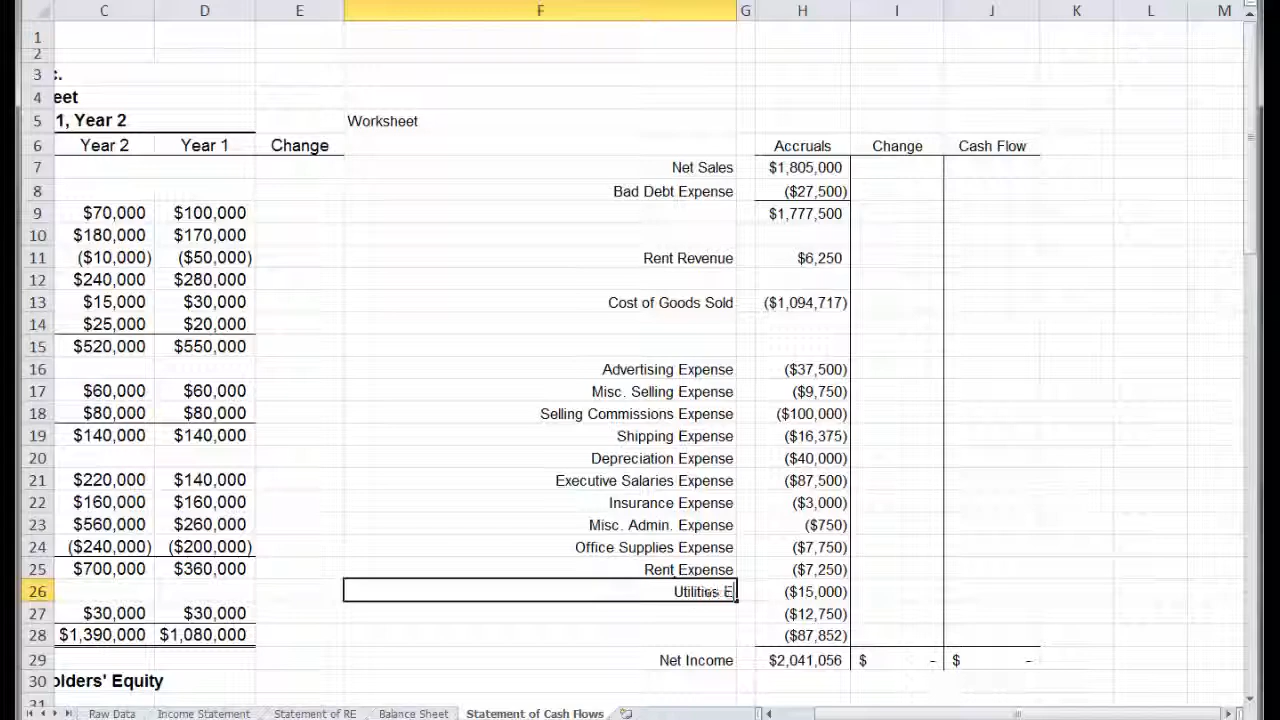 C D E F G H I J K L M
1
2
3 :.
4 eet
5 1, Year 2 Worksheet
6 Year 2 Year 1 Change Accruals Change Cash Flow
7 Net Sales $1,805,000
8 Bad Debt Expense ($27,500)
9 $70,000 $100,000 $1,777,500
10 $180,000 $170,000
11 ($10,000) ($50,000) Rent Revenue $6,250
12 $240,000 $280,000
13 $15,000 $30,000 Cost of Goods Sold ($1,094,717)
14 $25,000 $20,000
15 $520,000 $550,000
16 Advertising Expense ($37,500)
17 $60,000 $60,000 Misc. Selling Expense ($9,750)
18 $80,000 $80,000 Selling Commissions Expense ($100,000)
19 $140,000 $140,000 Shipping Expense ($16,375)
20 Depreciation Expense ($40,000)
21 $220,000 $140,000 Executive Salaries Expense ($87,500)
22 $160,000 $160,000 Insurance Expense ($3,000)
23 $560,000 $260,000 Misc. Admin. Expense ($750)
24 ($240,000) ($200,000) Office Supplies Expense ($7,750)
25 $700,000 $360,000 Rent Expense ($7,250)
26 Utilities E ($15,000)
27 $30,000 $30,000 ($12,750)
28 $1,390,000 $1,080,000 ($87,852)
29 Net Income $2,041,056 $ - $ -
30 olders' Equity
31
Raw Data Income Statement Statement of RE Balance Sheet Statement of Cash Flows